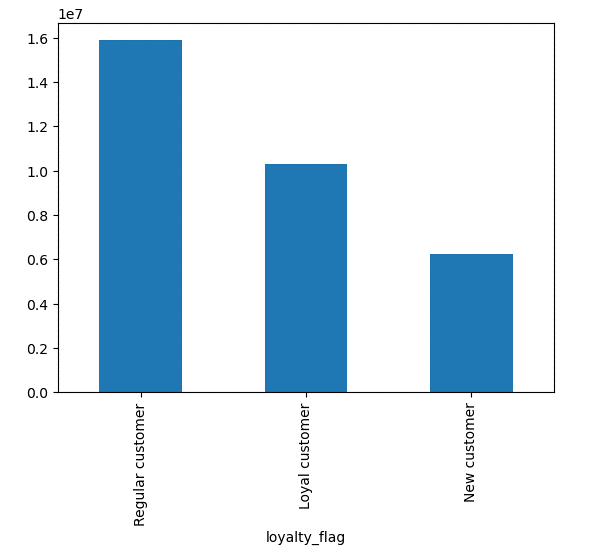 1e7
1.6
1.4
1.2
1.0
0.8
0.6
0.4
0.2
0.0
Regular customer
Loyal customer
New customer
loyalty_flag